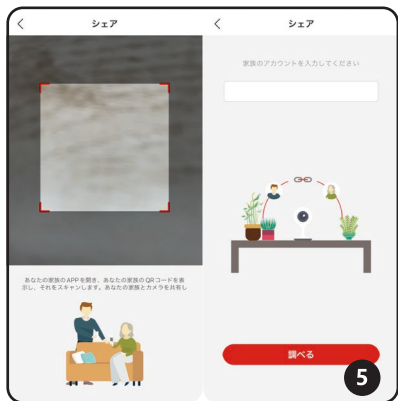 シェア
あなたの家族のAPPを開き、あなたの家族のQRコードを表
示し、それをスキャンします。あなたの家族とカメラを共有し
シェア
家族のアカウントを入力してください
調べる
5